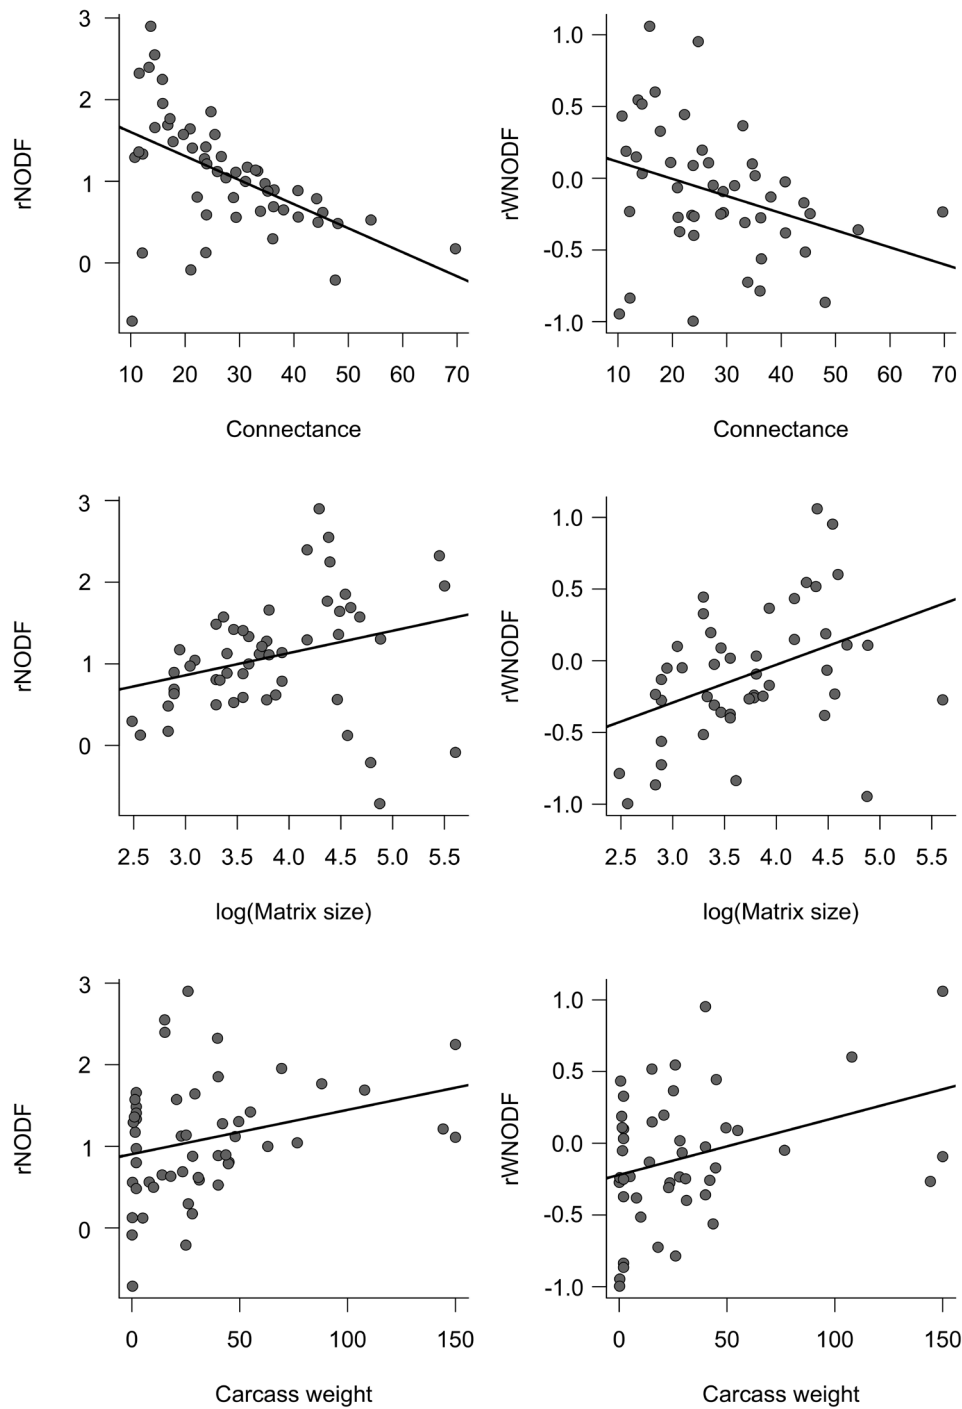 3
2
1
0
rNODF
10 20 30 40 50 60 70
Connectance
1.0
0.5
0.0
-0.5
-1.0
rWNODF
10 20 30 40 50 60 70
Connectance
3
2
1
0
rNODF
2.5 3.0 3.5 4.0 4.5 5.0 5.5
log(Matrix size)
1.0
0.5
0.0
-0.5
-1.0
rWNODF
2.5 3.0 3.5 4.0 4.5 5.0 5.5
log(Matrix size)
3
2
1
0
rNODF
0 50 100 150
Carcass weight
1.0
0.5
0.0
-0.5
-1.0
rWNODF
0 50 100 150
Carcass weight